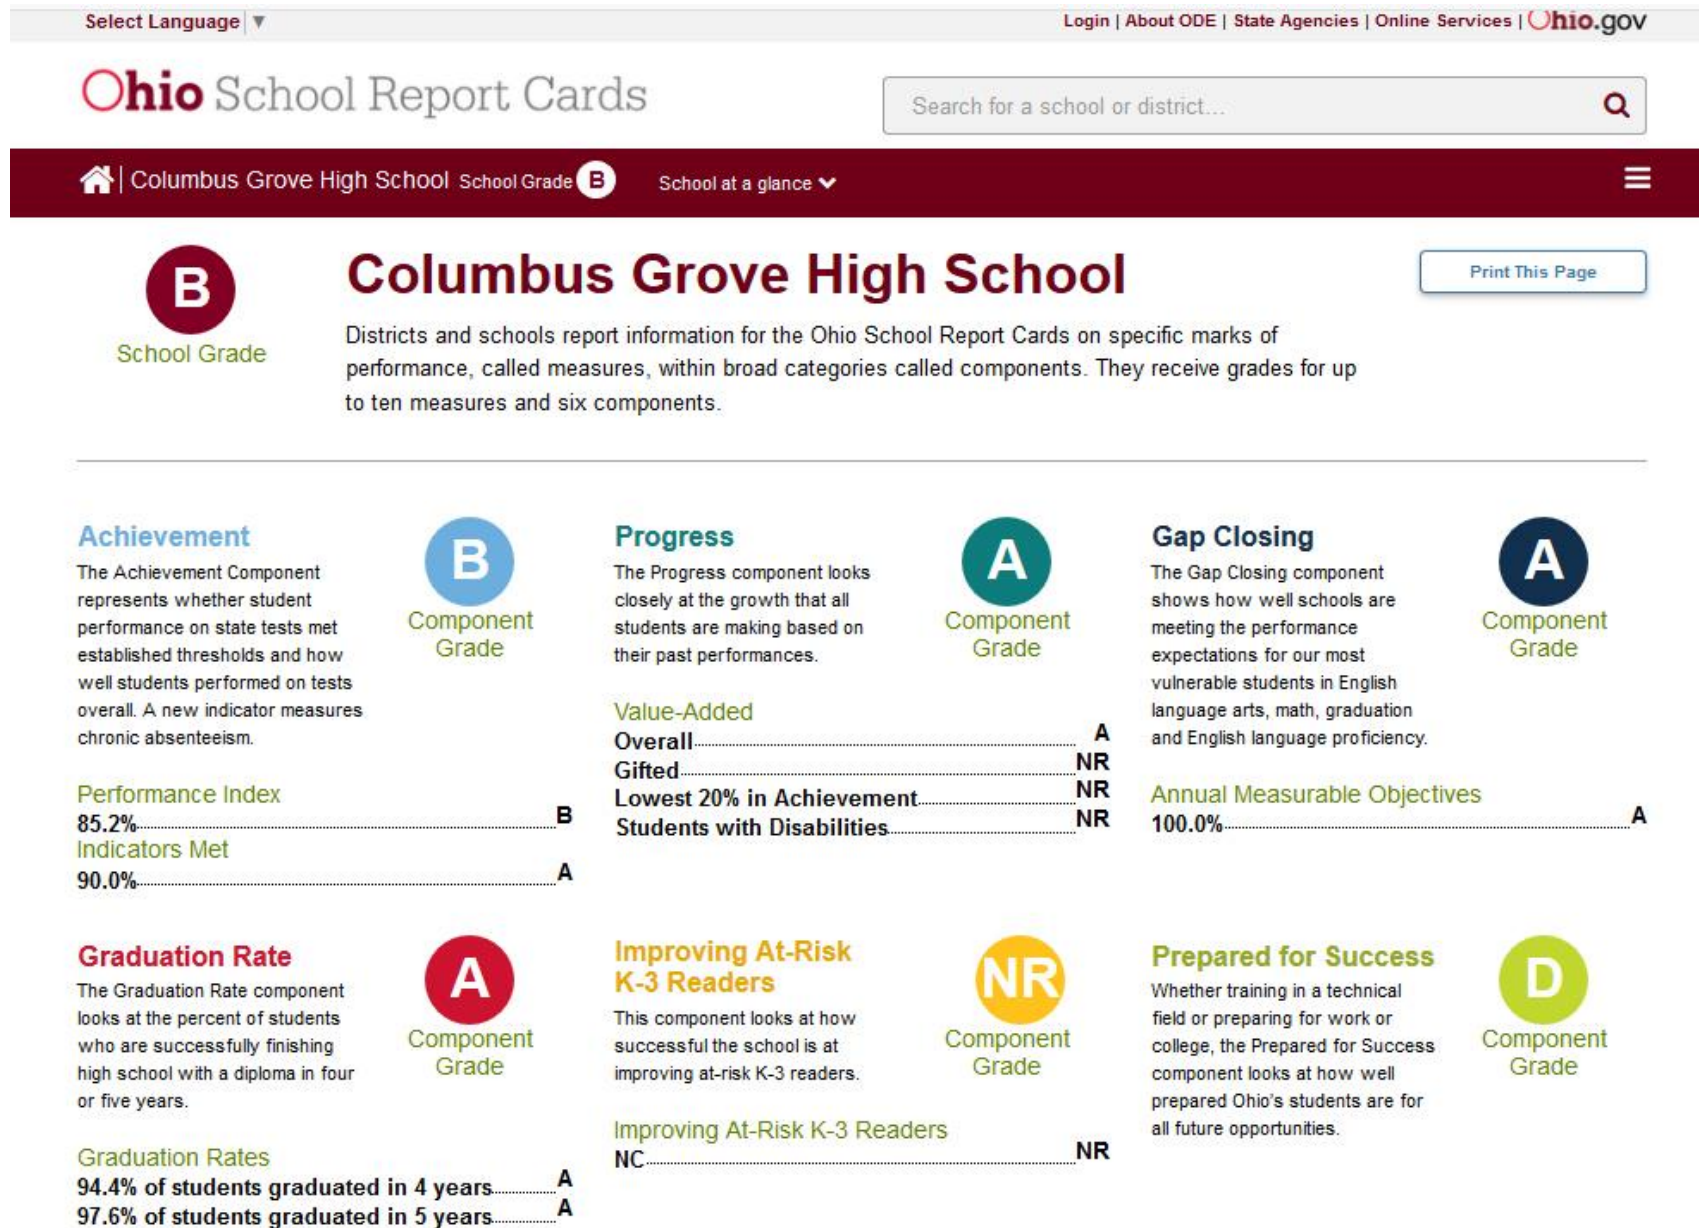 Select Language ▼
Login | About ODE | State Agencies | Online Services | Ohio.gov
Ohio School Report Cards
Search for a school or district...
Columbus Grove High School School Grade B School at a glance
B
School Grade
Columbus Grove High School
Print This Page
Districts and schools report information for the Ohio School Report Cards on specific marks of
performance, called measures, within broad categories called components. They receive grades for up
to ten measures and six components.
Achievement
The Achievement Component
represents whether student
performance on state tests met
established thresholds and how
well students performed on tests
overall. A new indicator measures
chronic absenteeism.
B
Component
Grade
Performance Index
85.2% B
Indicators Met
90.0% A
Progress
The Progress component looks
closely at the growth that all
students are making based on
their past performances.
A
Component
Grade
Value-Added
Overall A
Gifted NR
Lowest 20% in Achievement NR
Students with Disabilities NR
Gap Closing
The Gap Closing component
shows how well schools are
meeting the performance
expectations for our most
vulnerable students in English
language arts, math, graduation
and English language proficiency.
A
Component
Grade
Annual Measurable Objectives
100.0% A
Graduation Rate
The Graduation Rate component
looks at the percent of students
who are successfully finishing
high school with a diploma in four
or five years.
A
Component
Grade
Graduation Rates
94.4% of students graduated in 4 years A
97.6% of students graduated in 5 years A
Improving At-Risk
K-3 Readers
This component looks at how
successful the school is at
improving at-risk K-3 readers.
NR
Component
Grade
Improving At-Risk K-3 Readers
NC NR
Prepared for Success
Whether training in a technical
field or preparing for work or
college, the Prepared for Success
component looks at how well
prepared Ohio's students are for
all future opportunities.
D
Component
Grade